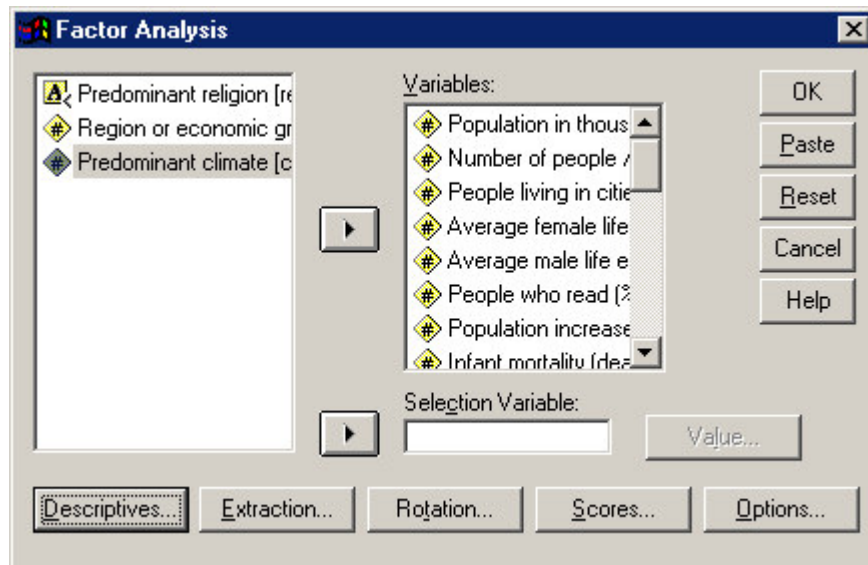 Factor Analysis
Predominant religion [re
Region or economic gr
Predominant climate [c
Variables:
Population in thous
Number of people /
People living in citie
Average female life
Average male life e
People who read (%
Population increase
Infant mortality (dea
Selection Variable:
Value...
OK
Paste
Reset
Cancel
Help
Descriptives...
Extraction...
Rotation...
Scores...
Options...